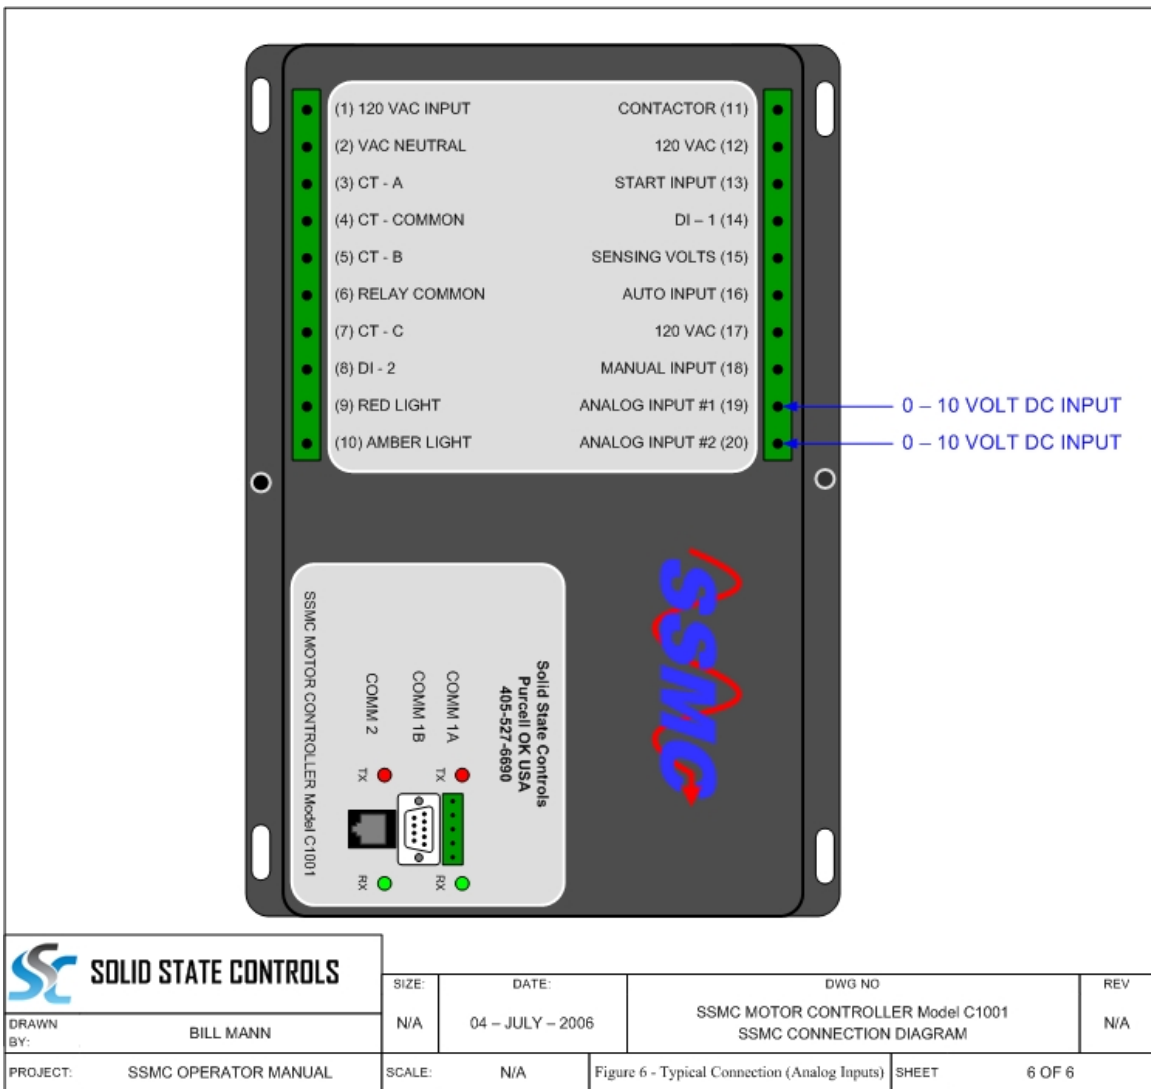 (1) 120 VAC INPUT
(2) VAC NEUTRAL
(3) CT - A
(4) CT - COMMON
(5) CT - B
(6) RELAY COMMON
(7) CT - C
(8) DI - 2
(9) RED LIGHT
(10) AMBER LIGHT
CONTACTOR (11)
120 VAC (12)
START INPUT (13)
DI – 1 (14)
SENSING VOLTS (15)
AUTO INPUT (16)
120 VAC (17)
MANUAL INPUT (18)
ANALOG INPUT #1 (19)
ANALOG INPUT #2 (20)
0 – 10 VOLT DC INPUT
0 – 10 VOLT DC INPUT
Solid State Controls
Purcell OK USA
405-527-6690
COMM 1A
COMM 1B
COMM 2
TX
TX
RX
RX
SSMC MOTOR CONTROLLER Model C1001
SSMC
SC SOLID STATE CONTROLS
DRAWN BY: BILL MANN
PROJECT: SSMC OPERATOR MANUAL
SIZE: N/A
DATE: 04 – JULY – 2006
DWG NO
SSMC MOTOR CONTROLLER Model C1001
SSMC CONNECTION DIAGRAM
REV N/A
SCALE: N/A
Figure 6 - Typical Connection (Analog Inputs)
SHEET 6 OF 6